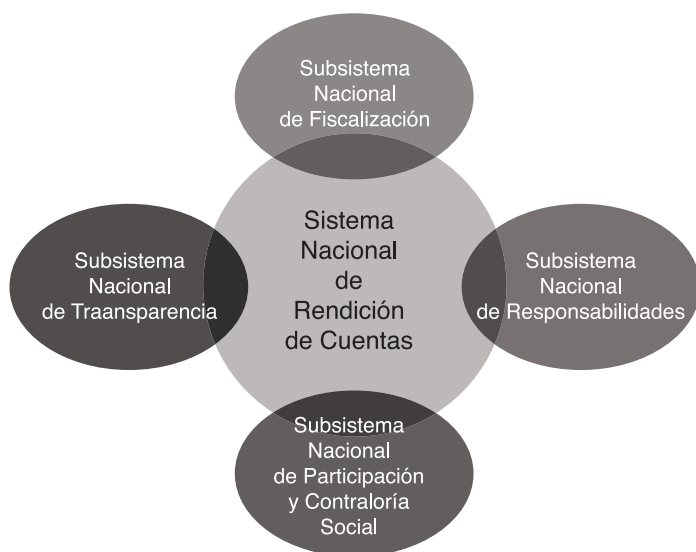 Subsistema
Nacional
de Fiscalización
Sistema
Nacional
de
Rendición
de Cuentas
Subsistema
Nacional
de Traansparencia
Subsistema
Nacional
de Responsabilidades
Subsistema
Nacional
de Participación
y Contraloría
Social